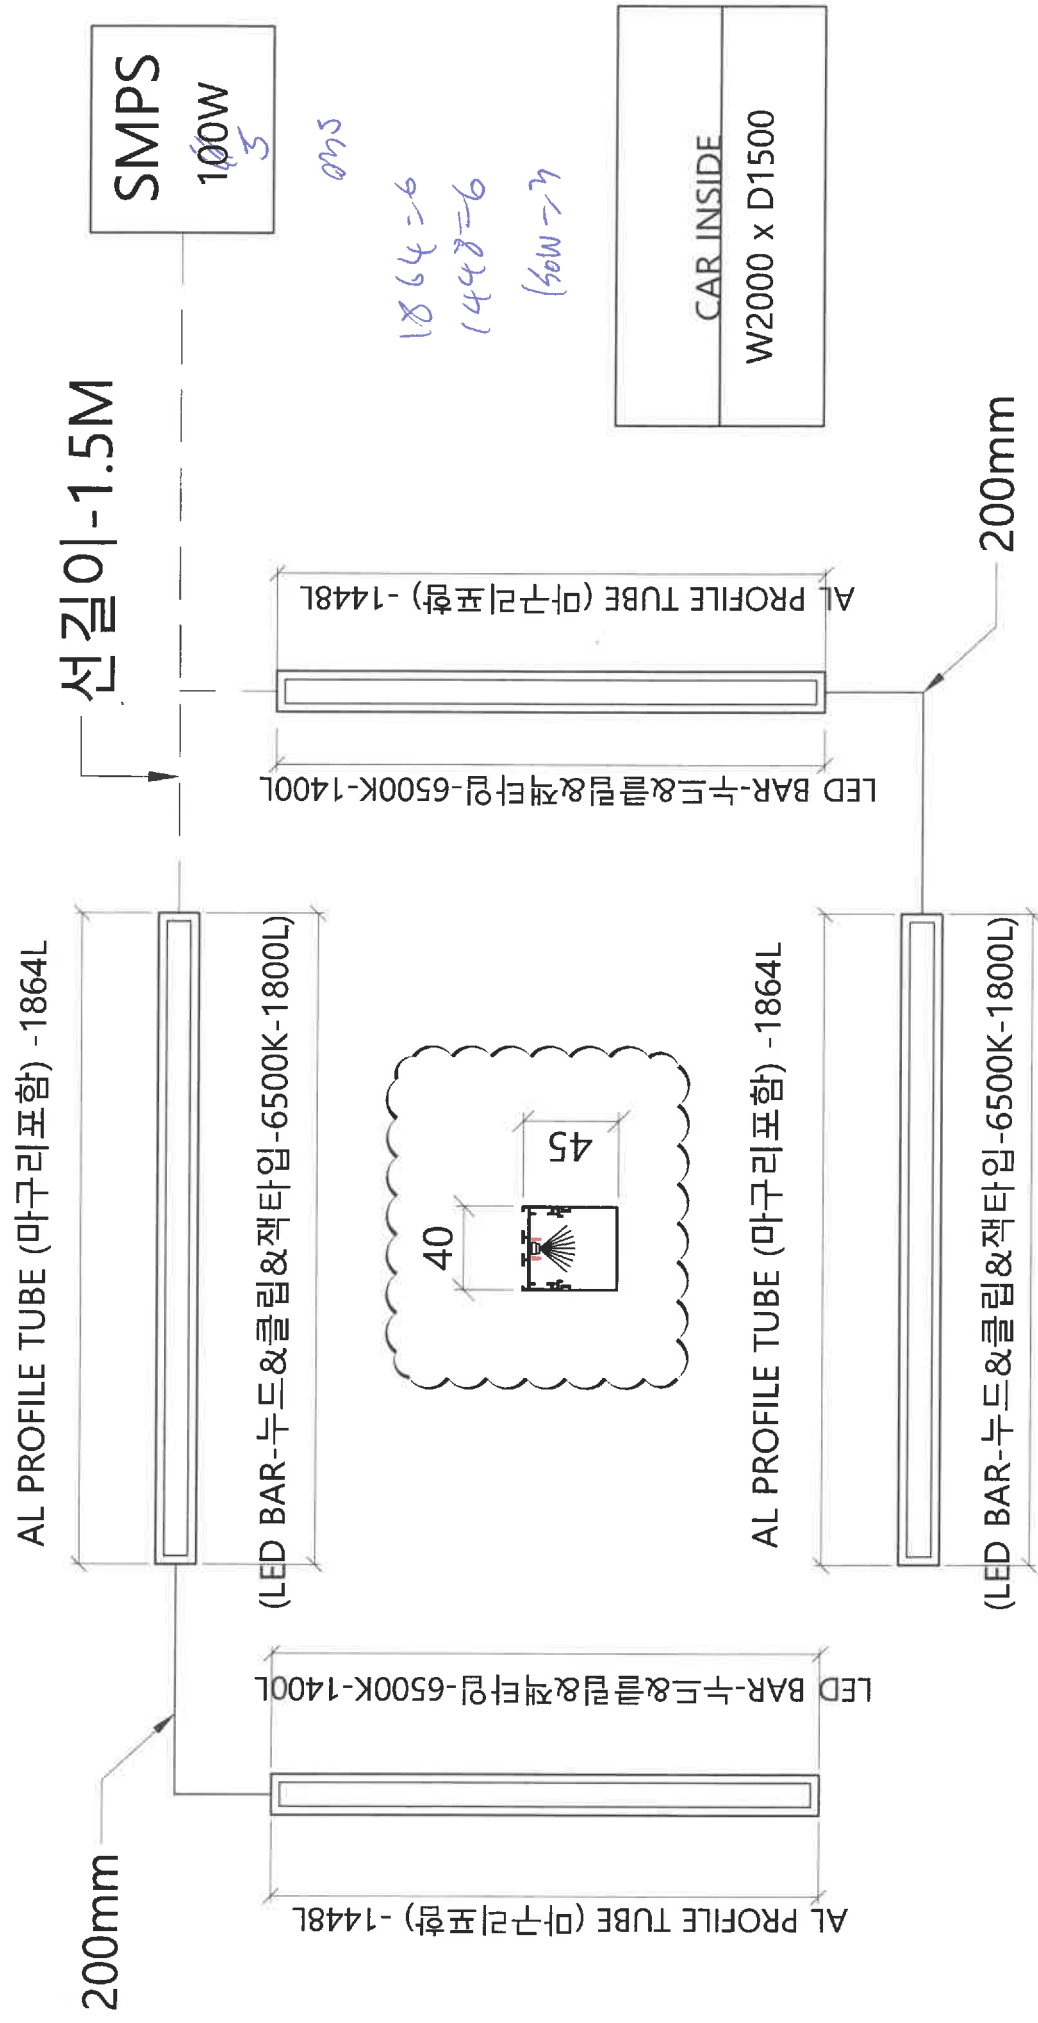 SMPS
100W
5
선길이-1.5M
1864=6
1448=6
150W->3
CAR INSIDE
W2000 x D1500
AL PROFILE TUBE (마구리포함) -1864L
(LED BAR-누드&클립&잭타입-6500K-1800L)
AL PROFILE TUBE (마구리포함) -1448L
LED BAR-누드&클립&잭타입-6500K-1400L
200mm
40
45
AL PROFILE TUBE (마구리포함) -1864L
(LED BAR-누드&클립&잭타입-6500K-1800L)
200mm
LED BAR-누드&클립&잭타입-6500K-1400L
AL PROFILE TUBE (마구리포함) -1448L